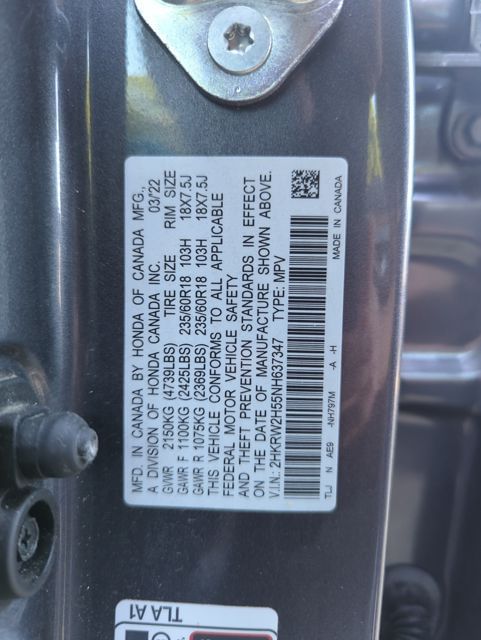 MFD. IN CANADA BY HONDA OF CANADA MFG.,
A DIVISION OF HONDA CANADA INC. 03/22
GVWR 2150KG (4739LBS) TIRE SIZE RIM SIZE
GAWR F 1100KG (2425LBS) 235/60R18 103H 18X7.5J
GAWR R 1075KG (2369LBS) 235/60R18 103H 18X7.5J
THIS VEHICLE CONFORMS TO ALL APPLICABLE
FEDERAL MOTOR VEHICLE SAFETY
AND THEFT PREVENTION STANDARDS IN EFFECT
ON THE DATE OF MANUFACTURE SHOWN ABOVE.
V.I.N.: 2HKRW2H55NH637347 TYPE: MPV
TLJ N AE9 -NH797M -A -H MADE IN CANADA
TLA A1